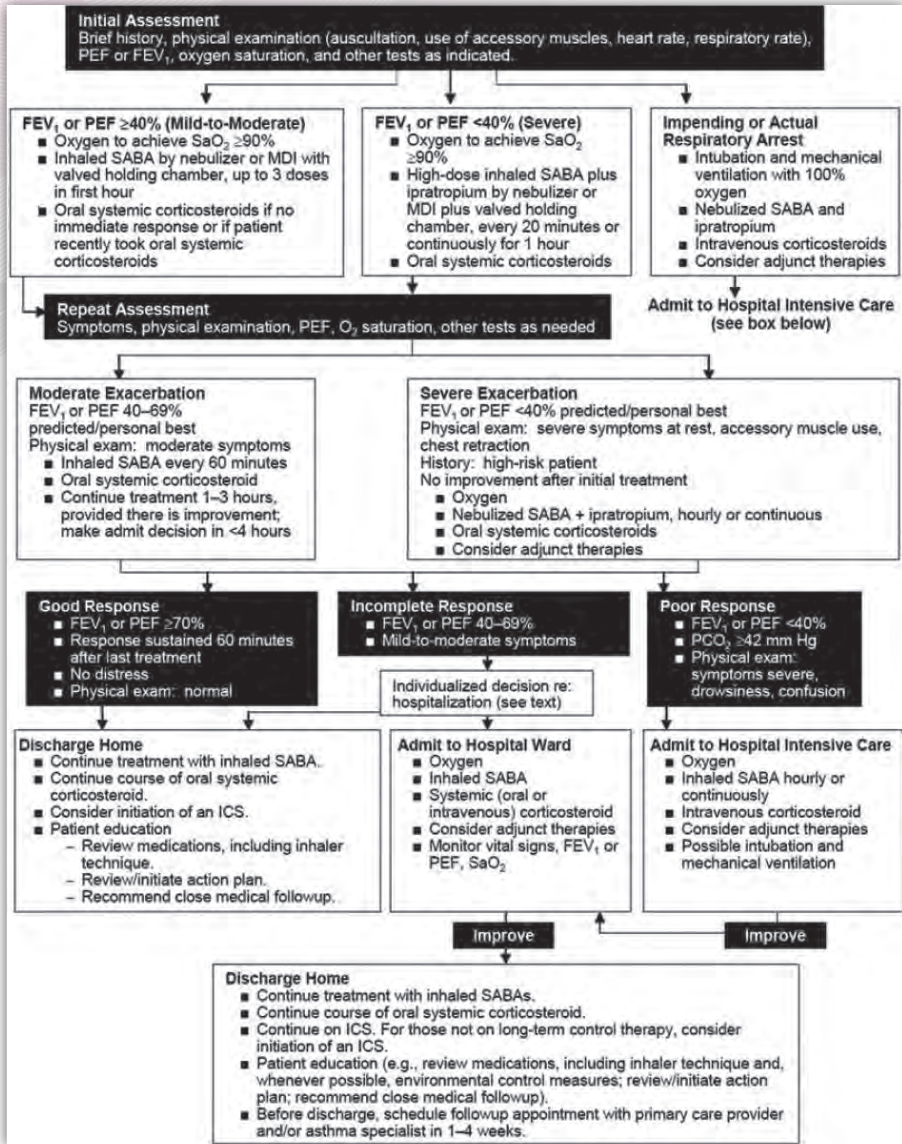 Initial Assessment
Brief history, physical examination (auscultation, use of accessory muscles, heart rate, respiratory rate),
PEF or FEV₁, oxygen saturation, and other tests as indicated.
FEV₁ or PEF ≥40% (Mild-to-Moderate)
■ Oxygen to achieve SaO₂ ≥90%
■ Inhaled SABA by nebulizer or MDI with
valved holding chamber, up to 3 doses
in first hour
■ Oral systemic corticosteroids if no
immediate response or if patient
recently took oral systemic
corticosteroids
FEV₁ or PEF <40% (Severe)
■ Oxygen to achieve SaO₂
≥90%
■ High-dose inhaled SABA plus
ipratropium by nebulizer or
MDI plus valved holding
chamber, every 20 minutes or
continuously for 1 hour
■ Oral systemic corticosteroids
Impending or Actual
Respiratory Arrest
■ Intubation and mechanical
ventilation with 100%
oxygen
■ Nebulized SABA and
ipratropium
■ Intravenous corticosteroids
■ Consider adjunct therapies
Repeat Assessment
Symptoms, physical examination, PEF, O₂ saturation, other tests as needed
Admit to Hospital Intensive Care
(see box below)
Moderate Exacerbation
FEV₁ or PEF 40–69%
predicted/personal best
Physical exam: moderate symptoms
■ Inhaled SABA every 60 minutes
■ Oral systemic corticosteroid
■ Continue treatment 1–3 hours,
provided there is improvement;
make admit decision in <4 hours
Severe Exacerbation
FEV₁ or PEF <40% predicted/personal best
Physical exam: severe symptoms at rest, accessory muscle use,
chest retraction
History: high-risk patient
No improvement after initial treatment
■ Oxygen
■ Nebulized SABA + ipratropium, hourly or continuous
■ Oral systemic corticosteroids
■ Consider adjunct therapies
Good Response
■ FEV₁ or PEF ≥70%
■ Response sustained 60 minutes
after last treatment
■ No distress
■ Physical exam: normal
Incomplete Response
■ FEV₁ or PEF 40–69%
■ Mild-to-moderate symptoms
Poor Response
■ FEV₁ or PEF <40%
■ PCO₂ ≥42 mm Hg
■ Physical exam:
symptoms severe,
drowsiness, confusion
Individualized decision re:
hospitalization (see text)
Discharge Home
■ Continue treatment with inhaled SABA.
■ Continue course of oral systemic
corticosteroid.
■ Consider initiation of an ICS.
■ Patient education
– Review medications, including inhaler
technique.
– Review/initiate action plan.
– Recommend close medical followup.
Admit to Hospital Ward
■ Oxygen
■ Inhaled SABA
■ Systemic (oral or
intravenous) corticosteroid
■ Consider adjunct therapies
■ Monitor vital signs, FEV₁ or
PEF, SaO₂
Admit to Hospital Intensive Care
■ Oxygen
■ Inhaled SABA hourly or
continuously
■ Intravenous corticosteroid
■ Consider adjunct therapies
■ Possible intubation and
mechanical ventilation
Improve
Improve
Discharge Home
■ Continue treatment with inhaled SABAs.
■ Continue course of oral systemic corticosteroid.
■ Continue on ICS. For those not on long-term control therapy, consider
initiation of an ICS.
■ Patient education (e.g., review medications, including inhaler technique and,
whenever possible, environmental control measures; review/initiate action
plan; recommend close medical followup).
■ Before discharge, schedule followup appointment with primary care provider
and/or asthma specialist in 1–4 weeks.